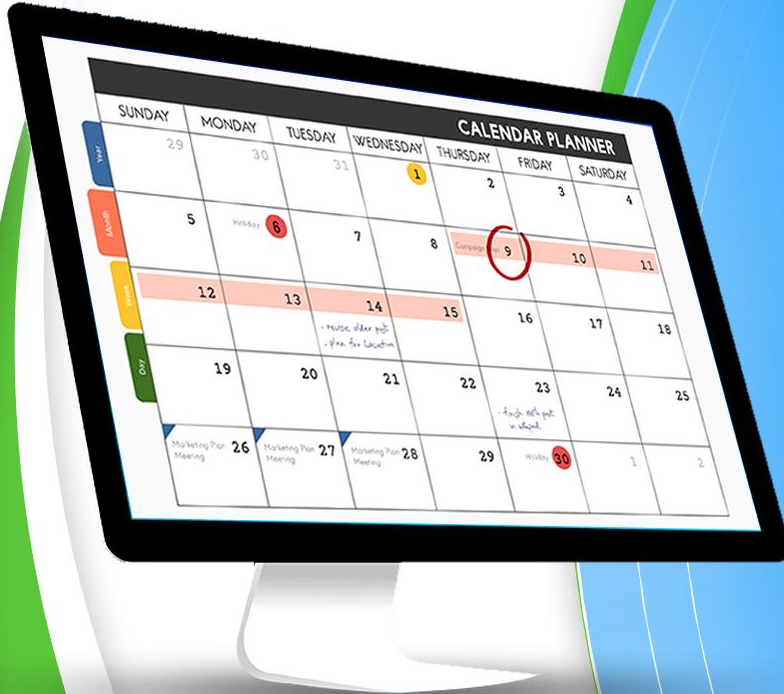 CALENDAR PLANNER
SUNDAY MONDAY TUESDAY WEDNESDAY THURSDAY FRIDAY SATURDAY
Year
29 30 31 1 2 3 4
Month
5 Holiday 6 7 8 Campaign 9 10 11
Week
12 13 14 15 16 17 18
- revise older post
- plan for Location
Day
19 20 21 22 23 24 25
- finish
in
Marketing Plan 26 Marketing Plan 27 Marketing Plan 28 29 Holiday 30 1 2
Meeting Meeting Meeting